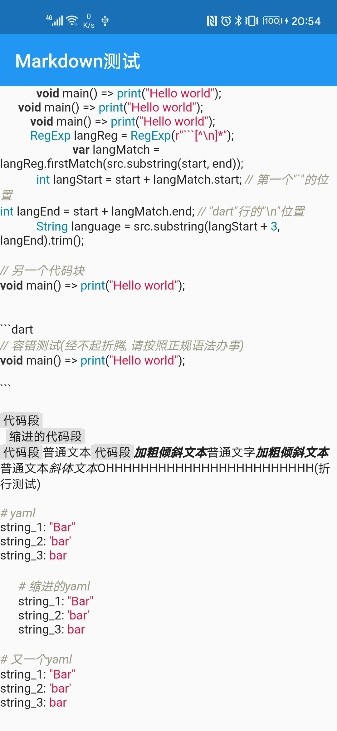 4G 0 K/s 100 20:54
Markdown测试
void main() => print("Hello world");
void main() => print("Hello world");
void main() => print("Hello world");
RegExp langReg = RegExp(r"```[^\n]*");
var langMatch =
langReg.firstMatch(src.substring(start, end));
int langStart = start + langMatch.start; // 第一个"`"的位
置
int langEnd = start + langMatch.end; // "dart"行的"\n"位置
String language = src.substring(langStart + 3,
langEnd).trim();
// 另一个代码块
void main() => print("Hello world");
```dart
// 容错测试(经不起折腾, 请按照正规语法办事)
void main() => print("Hello world");
```
代码段
缩进的代码段
代码段 普通文本 代码段 加粗倾斜文本普通文字加粗倾斜文本
普通文本斜体文本OHHHHHHHHHHHHHHHHHHHHHHHH(折
行测试)
# yaml
string_1: "Bar"
string_2: 'bar'
string_3: bar
# 缩进的yaml
string_1: "Bar"
string_2: 'bar'
string_3: bar
# 又一个yaml
string_1: "Bar"
string_2: 'bar'
string_3: bar